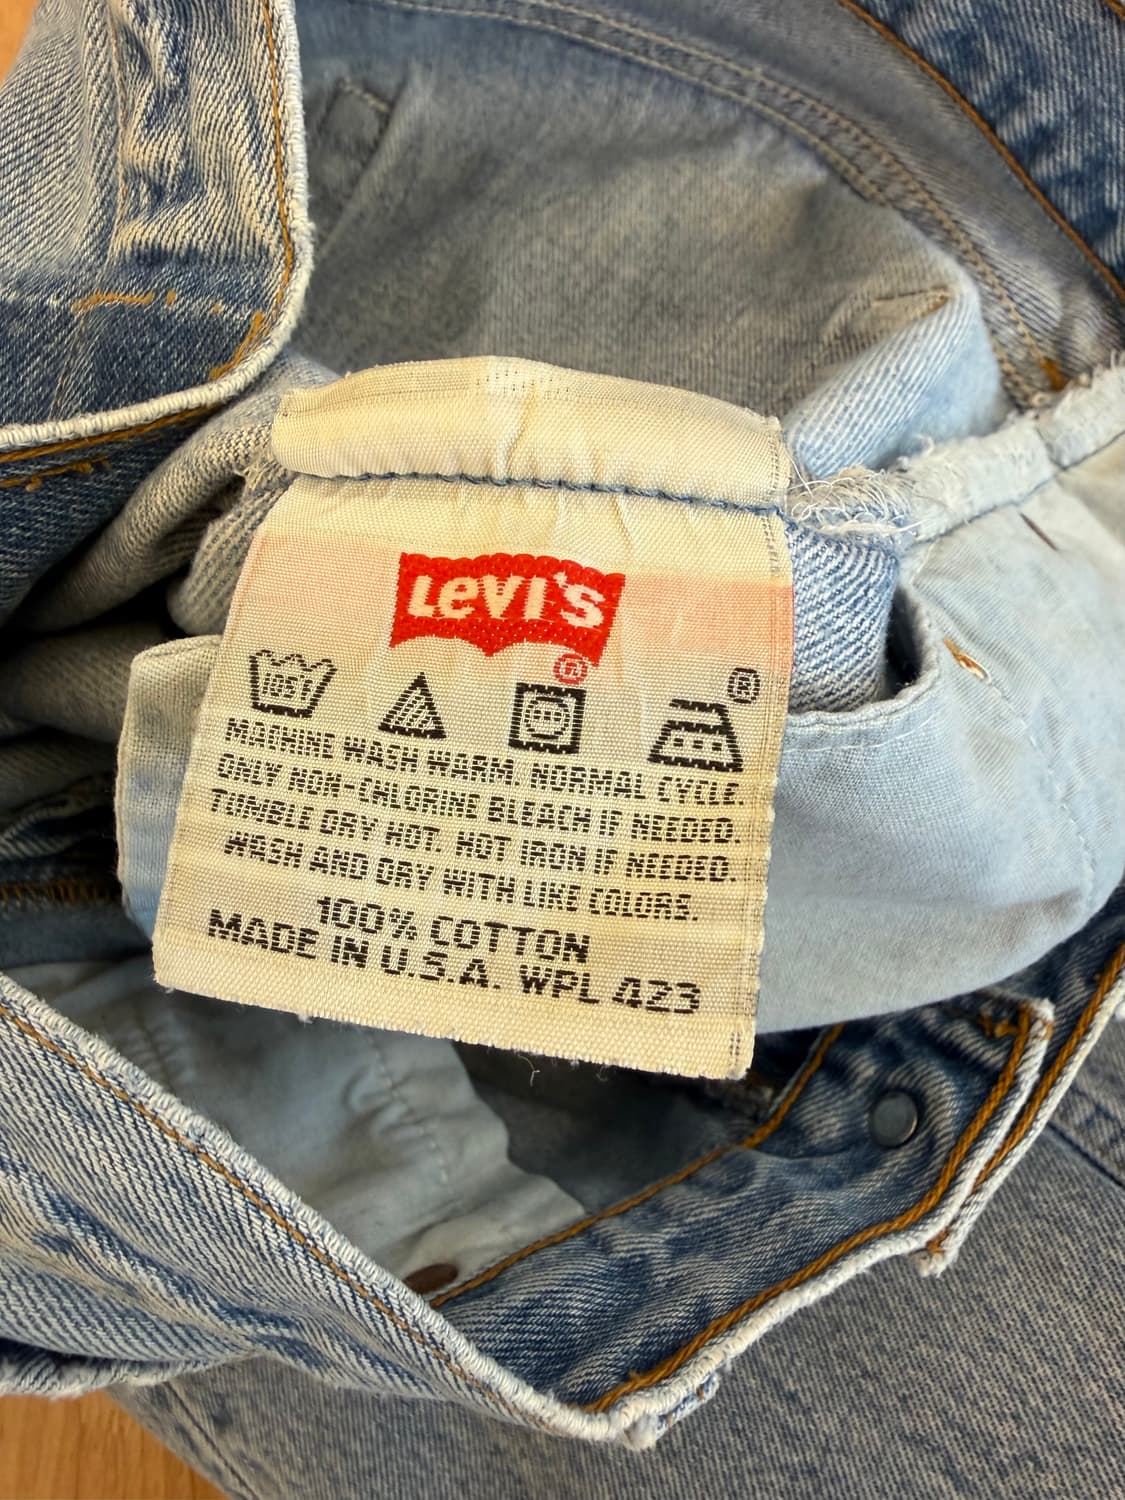 LEVI'S
®
105F
®
MACHINE WASH WARM. NORMAL CYCLE.
ONLY NON-CHLORINE BLEACH IF NEEDED.
TUMBLE DRY HOT. HOT IRON IF NEEDED.
WASH AND DRY WITH LIKE COLORS.
100% COTTON
MADE IN U.S.A. WPL 423